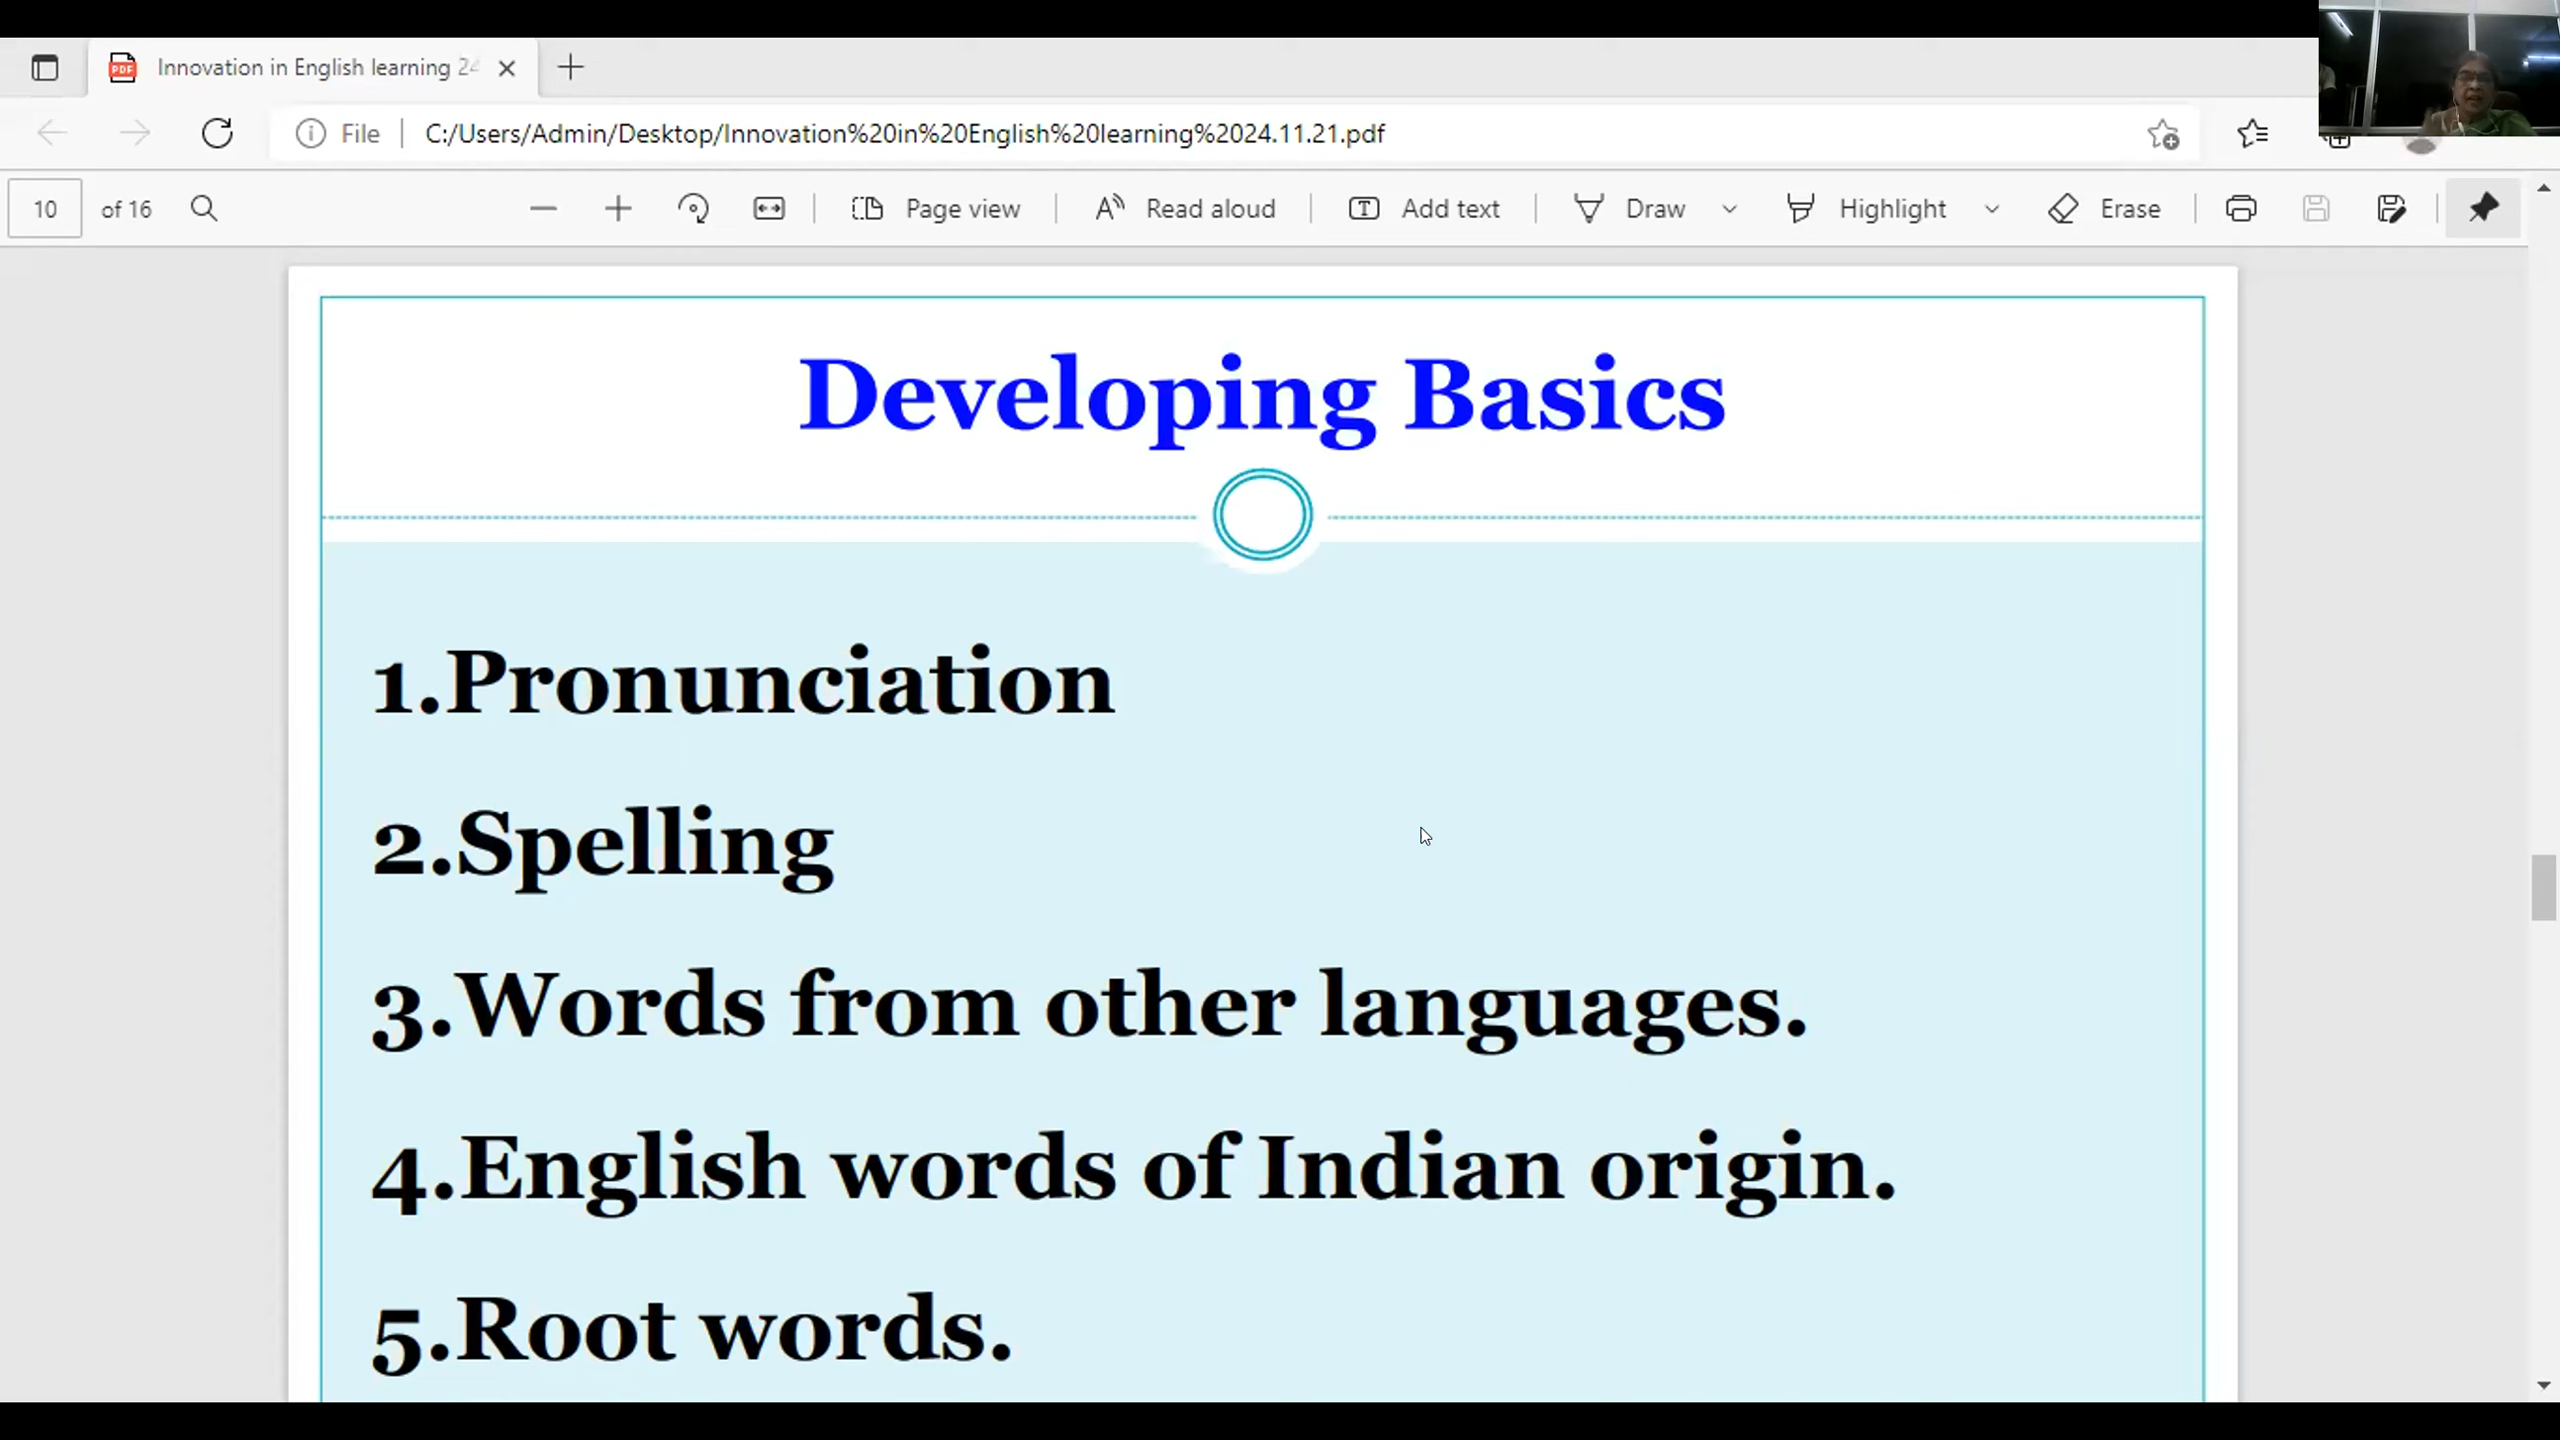 Innovation in English learning 24
File
C:/Users/Admin/Desktop/Innovation%20in%20English%20learning%2024.11.21.pdf
10 of 16
Page view
Read aloud
Add text
Draw
Highlight
Erase
Developing Basics
1.Pronunciation
2.Spelling
3.Words from other languages.
4.English words of Indian origin.
5.Root words.